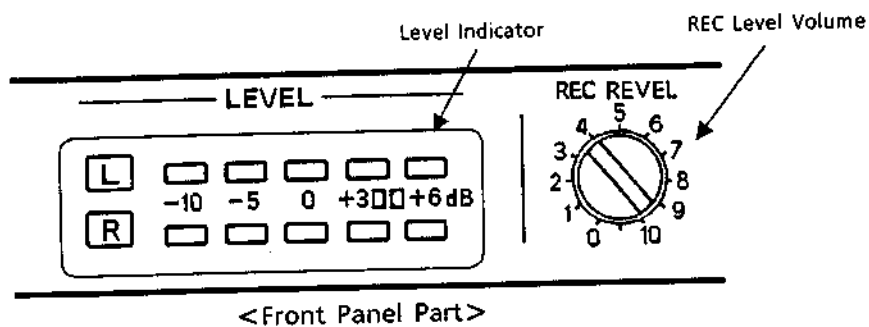 Level Indicator
REC Level Volume
LEVEL
REC REVEL
L
-10 -5 0 +3 +6 dB
R
0 1 2 3 4 5 6 7 8 9 10
<Front Panel Part>